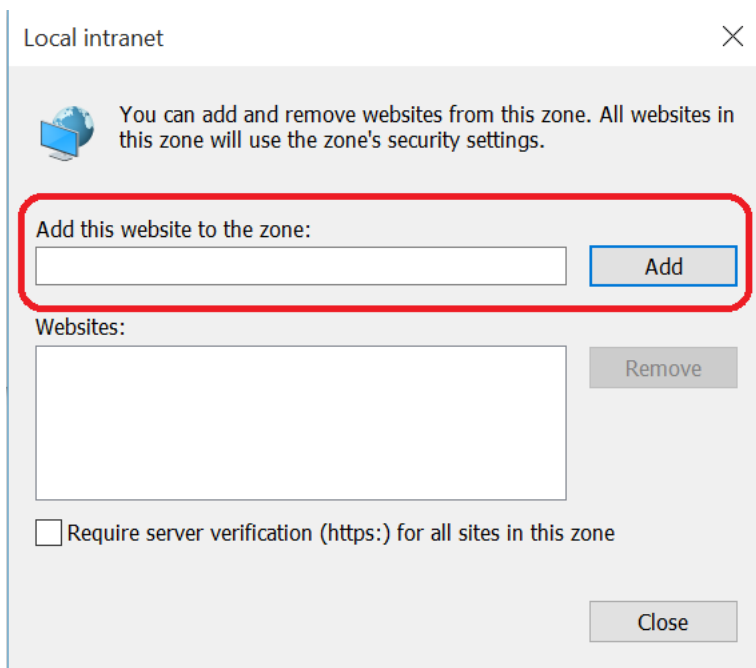 Local intranet
You can add and remove websites from this zone. All websites in
this zone will use the zone's security settings.
Add this website to the zone:
Add
Websites:
Remove
Require server verification (https:) for all sites in this zone
Close